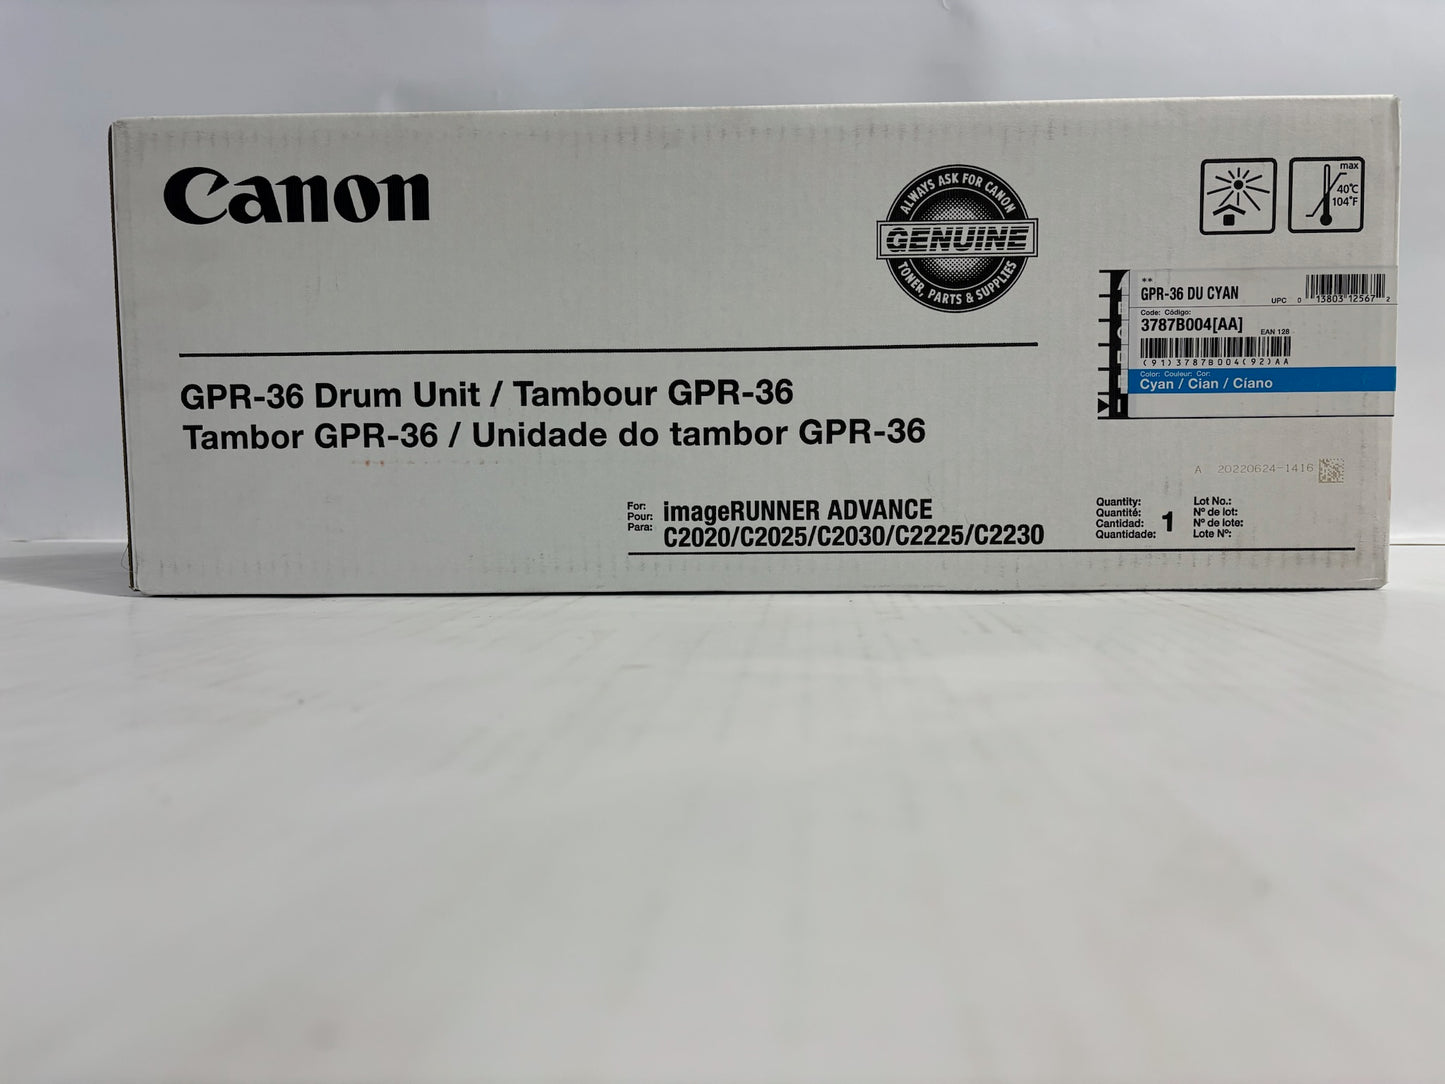 Canon
ALWAYS ASK FOR CANON
GENUINE
TONER, PARTS & SUPPLIES
max
40°C
104°F
**
GPR-36 DU CYAN
UPC 0 13803 12567 2
Code: Código:
3787B004[AA]
EAN 128
(91)3787B004(92)AA
Color: Couleur: Cor:
Cyan / Cian / Cíano
GPR-36 Drum Unit / Tambour GPR-36
Tambor GPR-36 / Unidade do tambor GPR-36
A 20220624-1416
For:
Pour:
Para:
imageRUNNER ADVANCE
C2020/C2025/C2030/C2225/C2230
Quantity:
Quantité:
Cantidad:
Quantidade:
1
Lot No.:
Nº de lot:
Nº de lote:
Lote Nº: